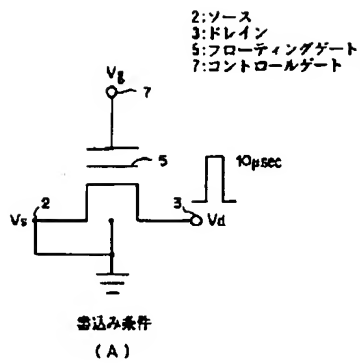 2:ソース
3:ドレイン
5:フローティングゲート
7:コントロールゲート
Vg
7
5
10μsec
Vs 2
3 Vd
書込み条件
(A)